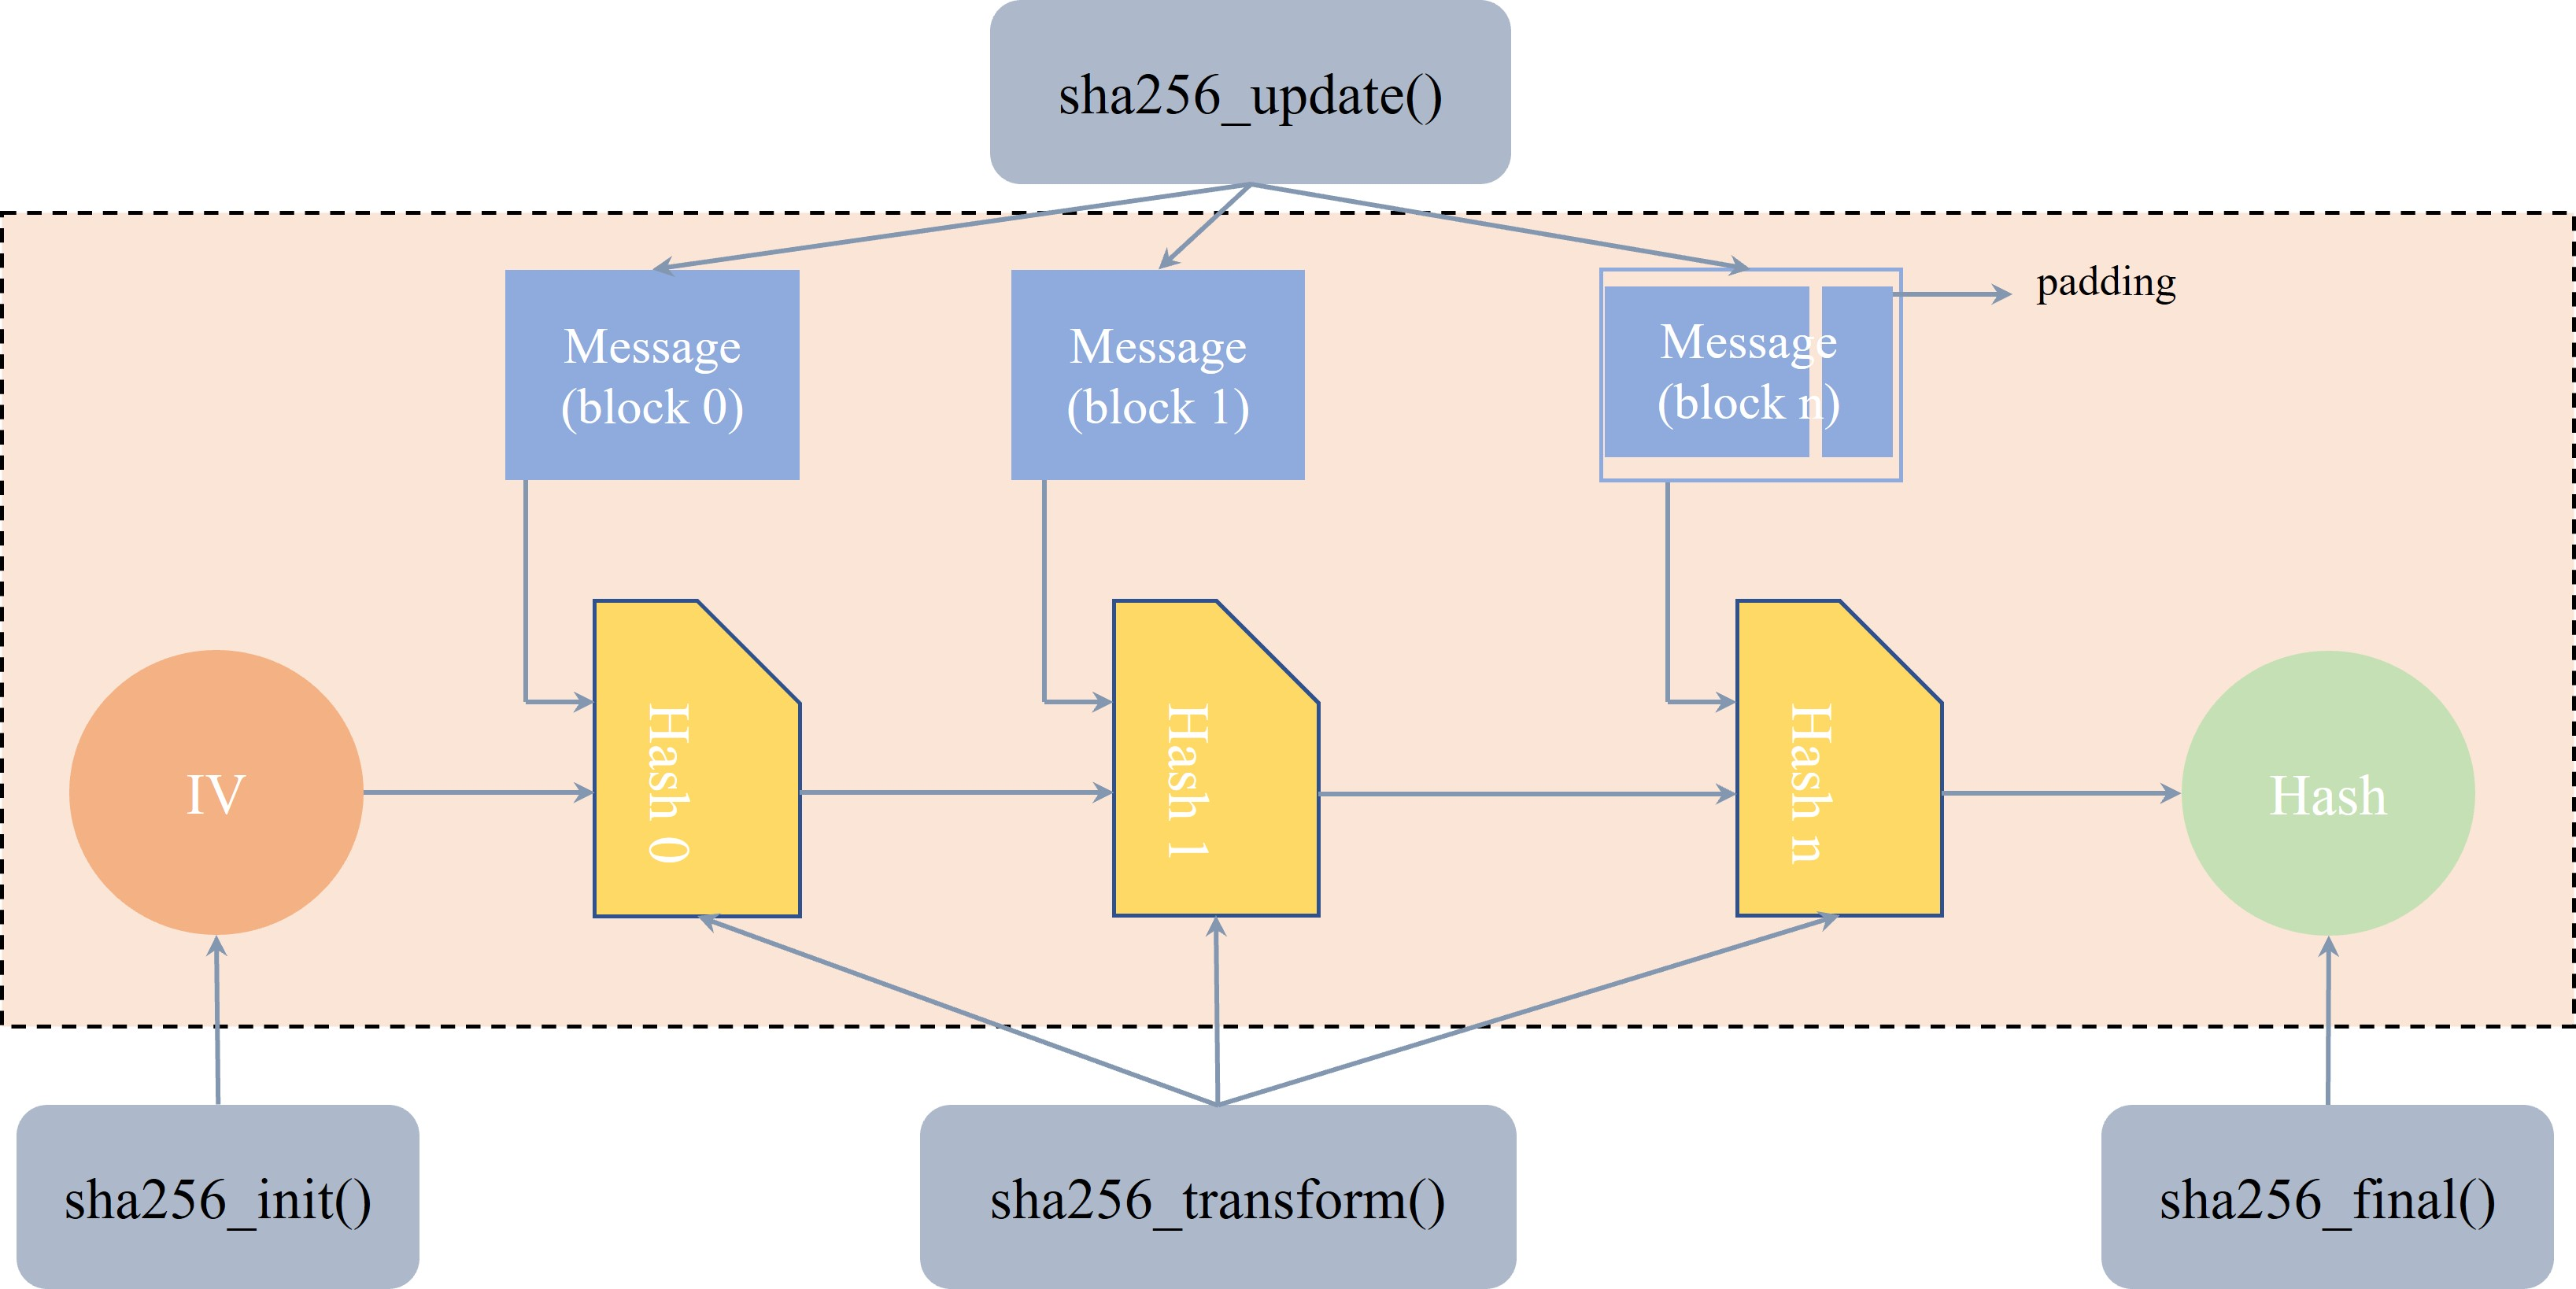 sha256_update()
Message
(block 0)
Message
(block 1)
Message
(block n)
padding
IV
Hash 0
Hash 1
Hash n
Hash
sha256_init()
sha256_transform()
sha256_final()